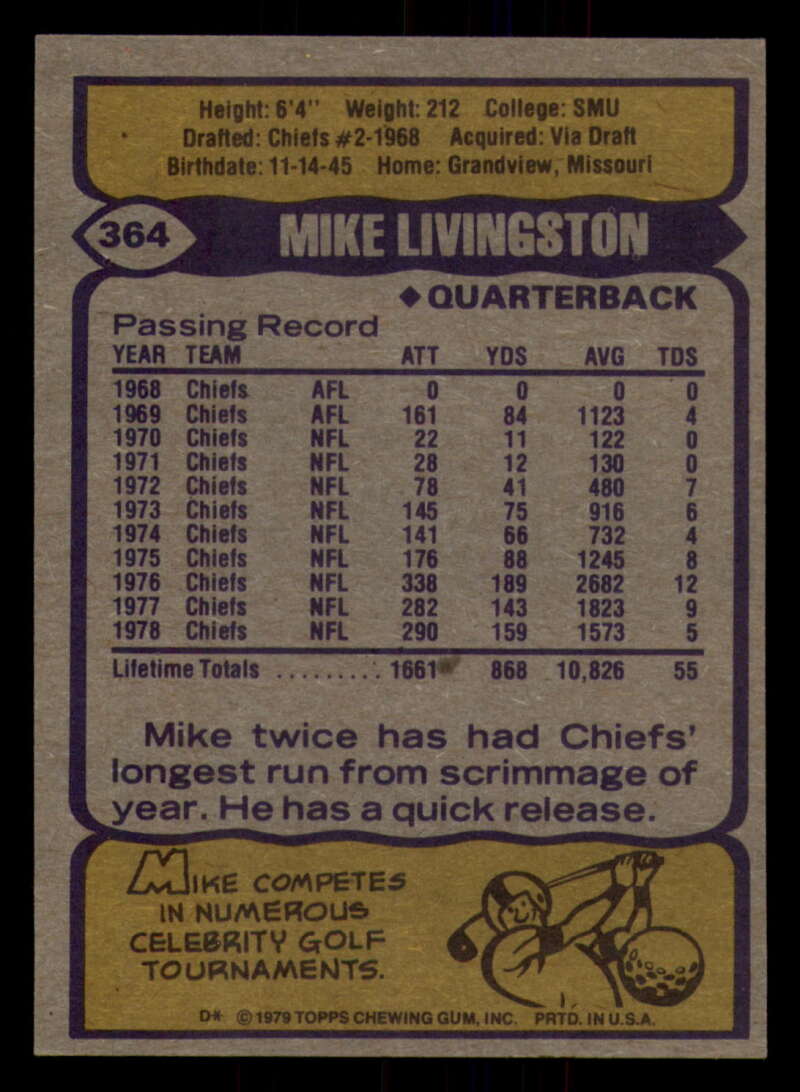 Height: 6'4" Weight: 212 College: SMU
Drafted: Chiefs #2-1968 Acquired: Via Draft
Birthdate: 11-14-45 Home: Grandview, Missouri
364 MIKE LIVINGSTON
◆ QUARTERBACK
Passing Record
YEAR TEAM ATT YDS AVG TDS
1968 Chiefs AFL 0 0 0 0
1969 Chiefs AFL 161 84 1123 4
1970 Chiefs NFL 22 11 122 0
1971 Chiefs NFL 28 12 130 0
1972 Chiefs NFL 78 41 480 7
1973 Chiefs NFL 145 75 916 6
1974 Chiefs NFL 141 66 732 4
1975 Chiefs NFL 176 88 1245 8
1976 Chiefs NFL 338 189 2682 12
1977 Chiefs NFL 282 143 1823 9
1978 Chiefs NFL 290 159 1573 5
Lifetime Totals ......... 1661 868 10,826 55
Mike twice has had Chiefs'
longest run from scrimmage of
year. He has a quick release.
MIKE COMPETES
IN NUMEROUS
CELEBRITY GOLF
TOURNAMENTS.
D* © 1979 TOPPS CHEWING GUM, INC. PRTD. IN U.S.A.